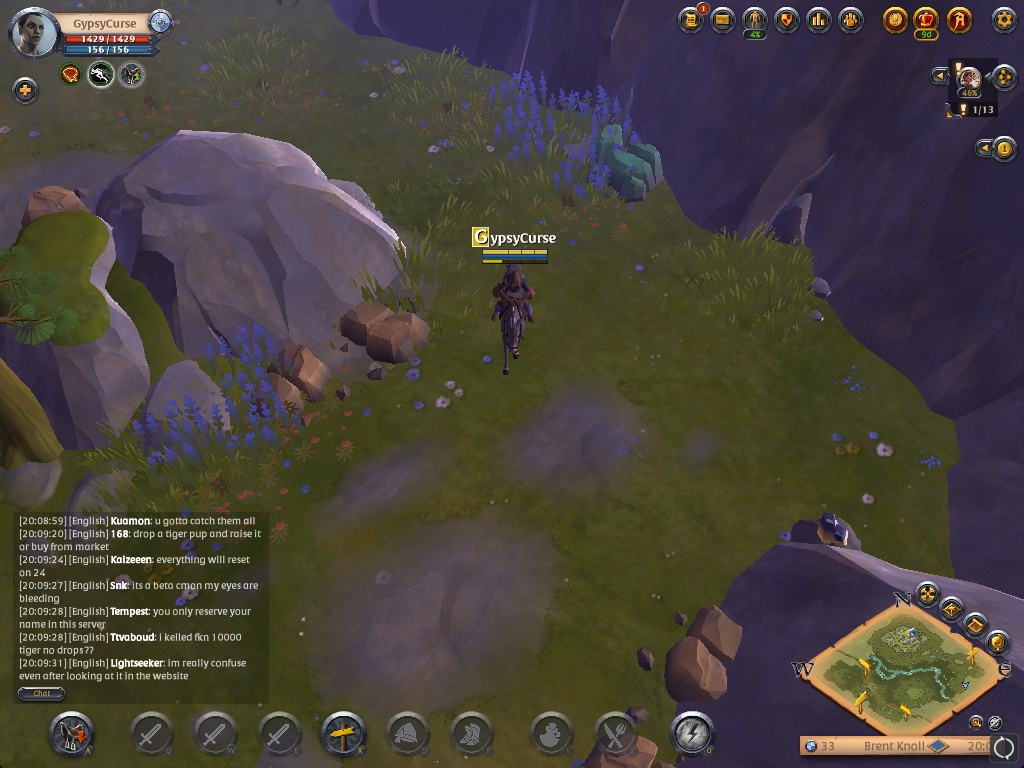 GypsyCurse
1429 / 1429
156 / 156
1
4%
9d
46%
1/13
1
GypsyCurse
[20:08:59] [English] Kuamon: u gotta catch them all
[20:09:20] [English] 168: drop a tiger pup and raise it
or buy from market
[20:09:24] [English] Kaizeeen: everything will reset
on 24
[20:09:27] [English] Snk: its a beta cmon my eyes are
bleeding
[20:09:28] [English] Tempest: you only reserve your
name in this server
[20:09:28] [English] Ttvaboud: i kelled fkn 10000
tiger no drops??
[20:09:31] [English] Lightseeker: im really confuse
even after looking at it in the website
Chat
N
W
E
A
Q
W
E
R
D
F
33
Brent Knoll